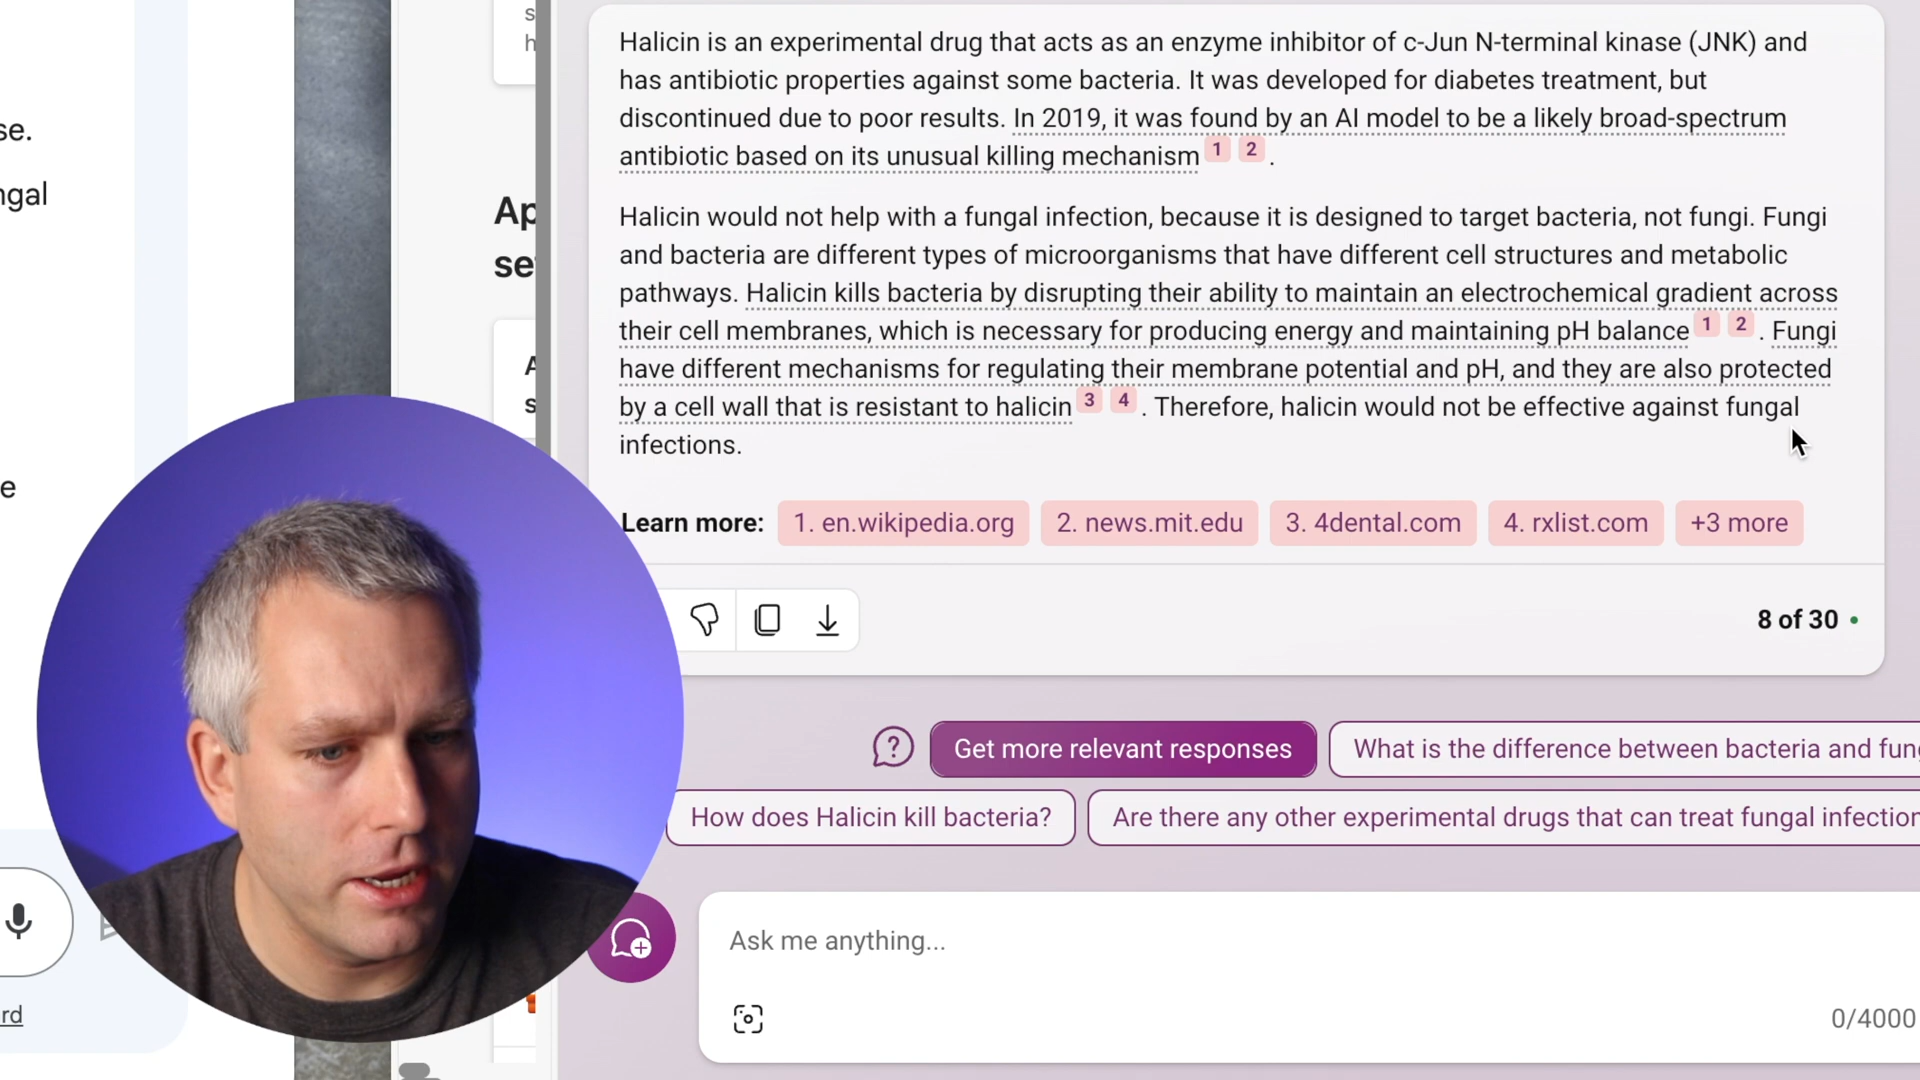 se.
ngal
e
rd
s
h
Ap
se
A
s
Halicin is an experimental drug that acts as an enzyme inhibitor of c-Jun N-terminal kinase (JNK) and
has antibiotic properties against some bacteria. It was developed for diabetes treatment, but
discontinued due to poor results. In 2019, it was found by an AI model to be a likely broad-spectrum
antibiotic based on its unusual killing mechanism 1 2 .
Halicin would not help with a fungal infection, because it is designed to target bacteria, not fungi. Fungi
and bacteria are different types of microorganisms that have different cell structures and metabolic
pathways. Halicin kills bacteria by disrupting their ability to maintain an electrochemical gradient across
their cell membranes, which is necessary for producing energy and maintaining pH balance 1 2 . Fungi
have different mechanisms for regulating their membrane potential and pH, and they are also protected
by a cell wall that is resistant to halicin 3 4 . Therefore, halicin would not be effective against fungal
infections.
Learn more: 1. en.wikipedia.org 2. news.mit.edu 3. 4dental.com 4. rxlist.com +3 more
8 of 30
Get more relevant responses What is the difference between bacteria and fun
How does Halicin kill bacteria? Are there any other experimental drugs that can treat fungal infection
Ask me anything...
0/4000